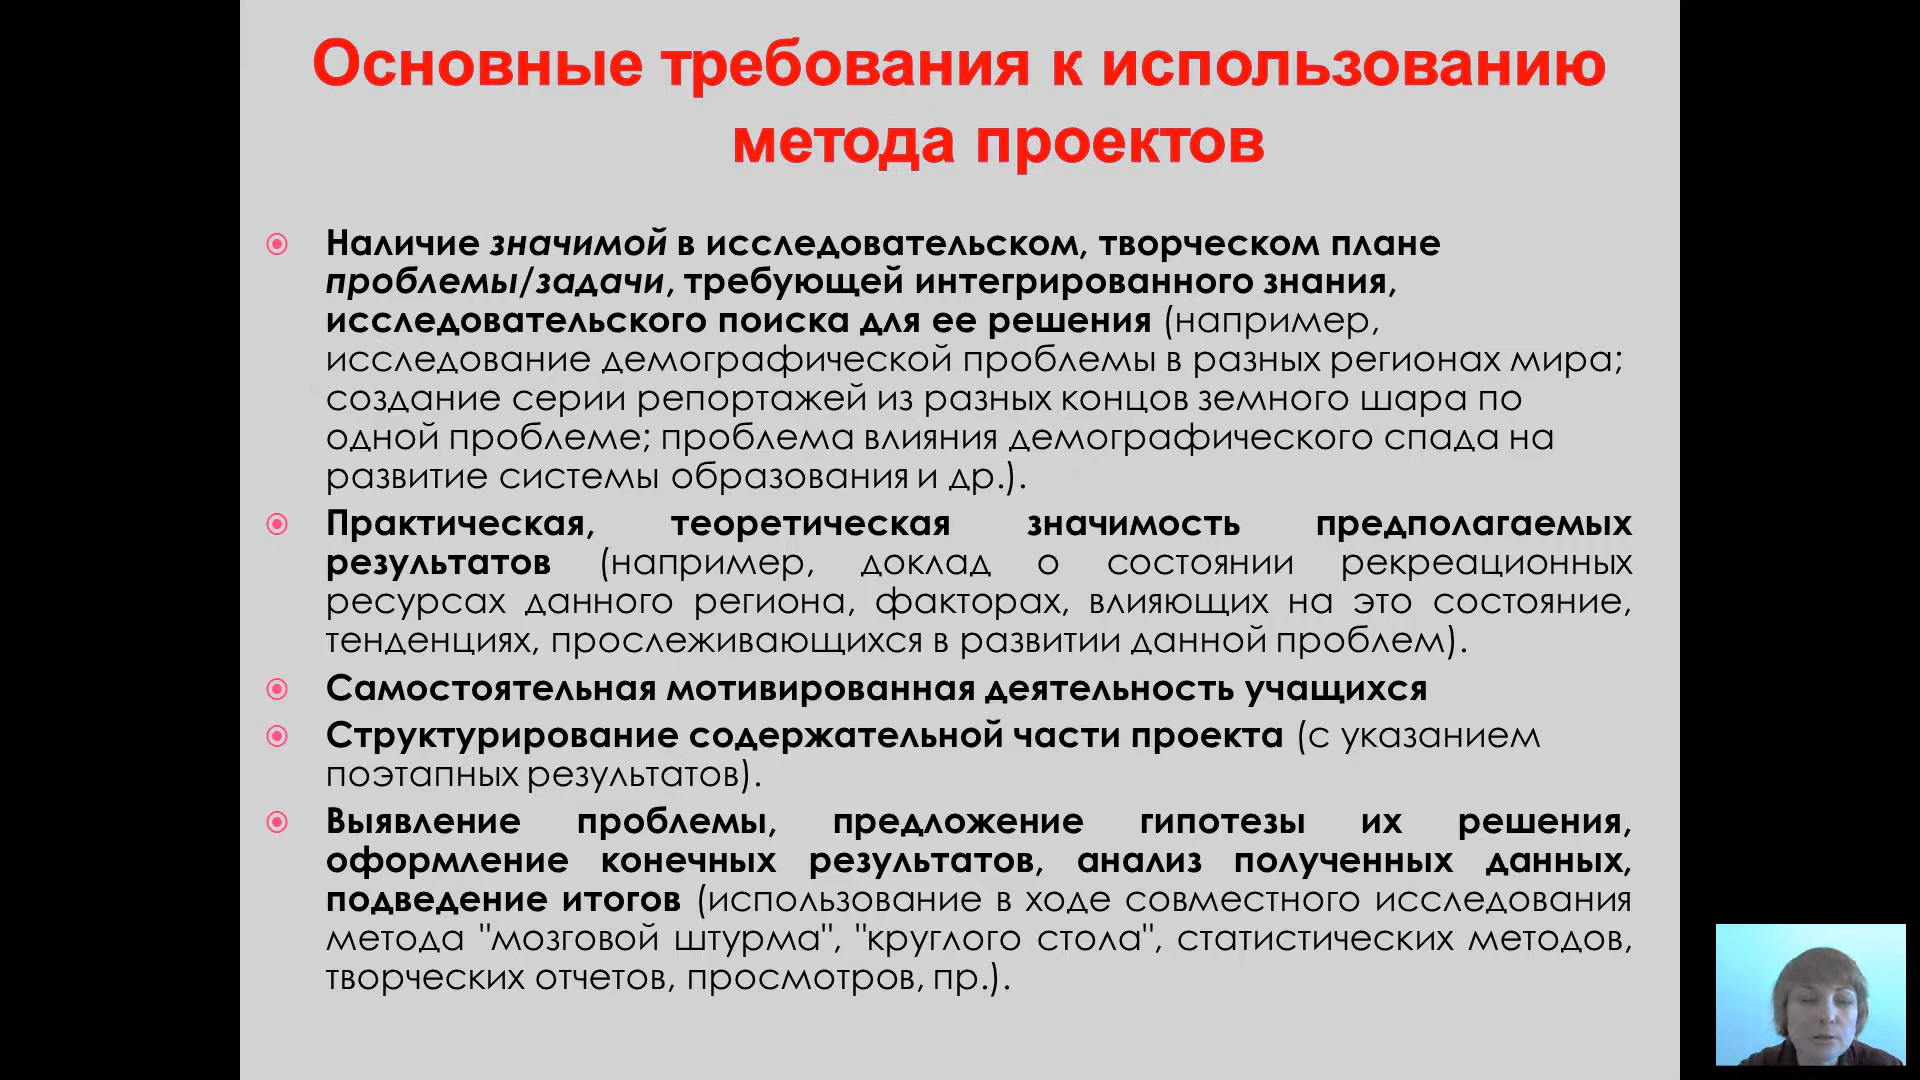 Основные требования к использованию
метода проектов
Наличие значимой в исследовательском, творческом плане
проблемы/задачи, требующей интегрированного знания,
исследовательского поиска для ее решения (например,
исследование демографической проблемы в разных регионах мира;
создание серии репортажей из разных концов земного шара по
одной проблеме; проблема влияния демографического спада на
развитие системы образования и др.).
Практическая, теоретическая значимость предполагаемых
результатов (например, доклад о состоянии рекреационных
ресурсах данного региона, факторах, влияющих на это состояние,
тенденциях, прослеживающихся в развитии данной проблем).
Самостоятельная мотивированная деятельность учащихся
Структурирование содержательной части проекта (с указанием
поэтапных результатов).
Выявление проблемы, предложение гипотезы их решения,
оформление конечных результатов, анализ полученных данных,
подведение итогов (использование в ходе совместного исследования
метода "мозговой штурма", "круглого стола", статистических методов,
творческих отчетов, просмотров, пр.).